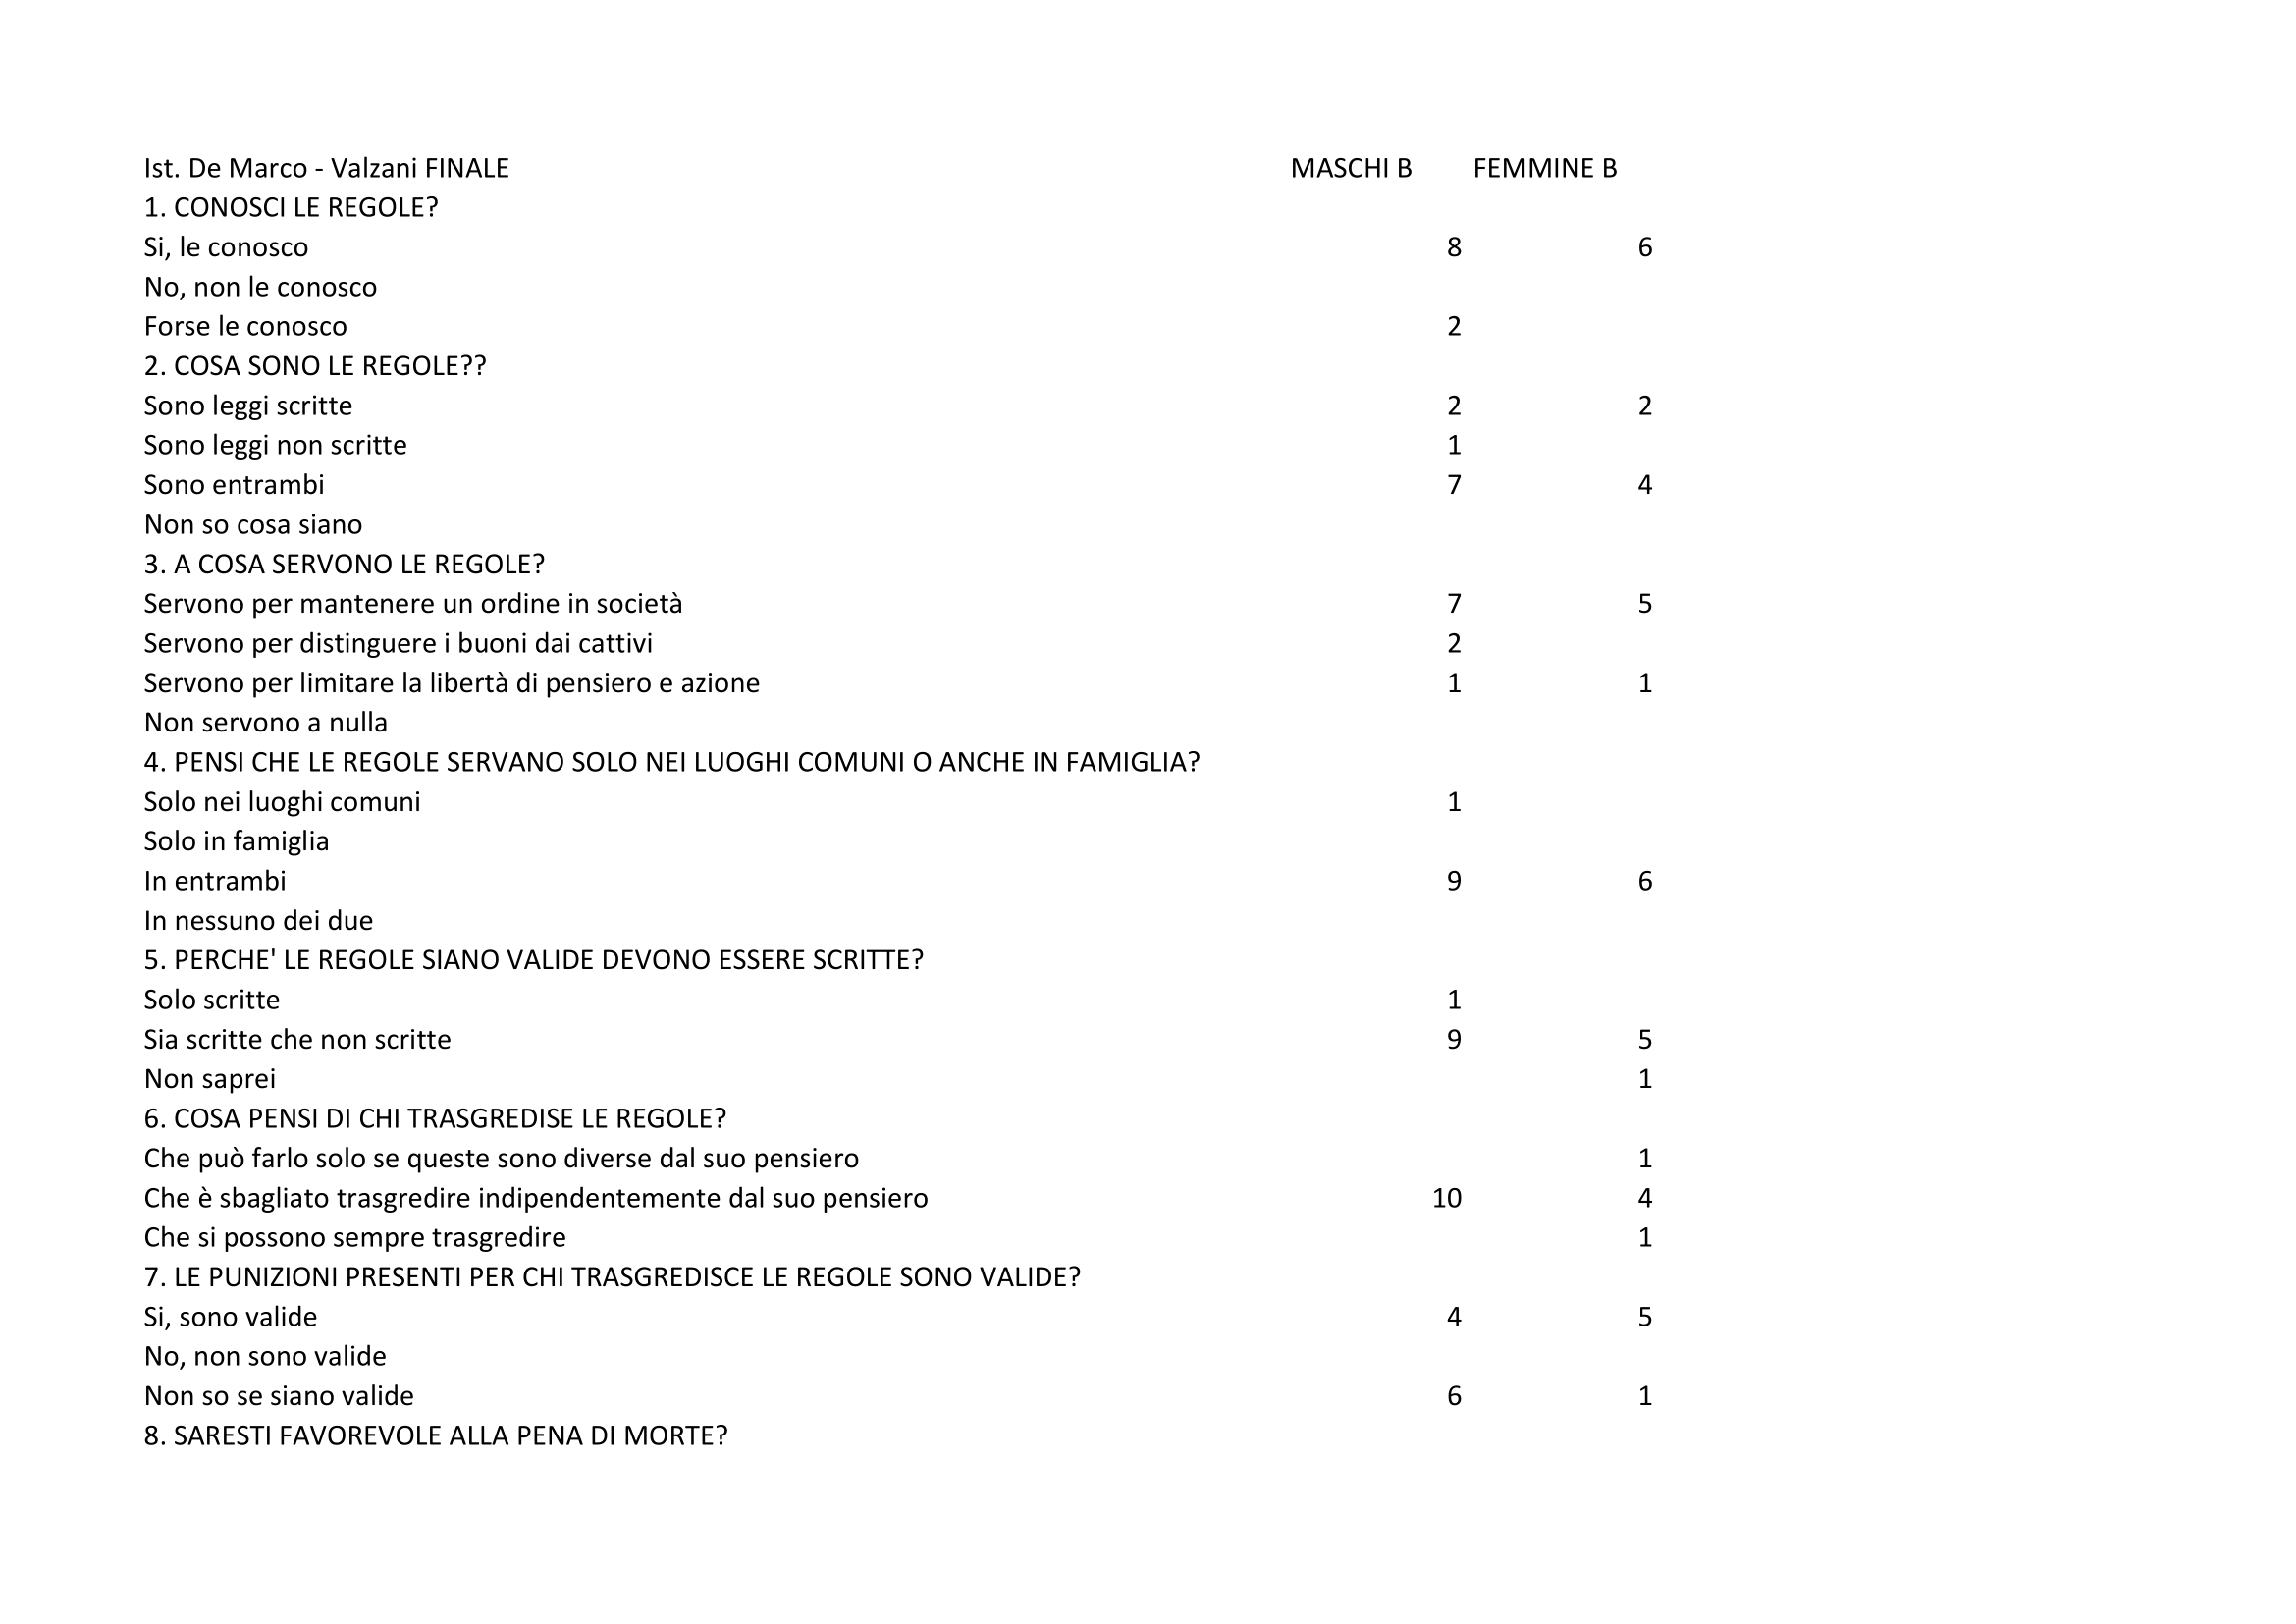 Ist. De Marco - Valzani FINALE MASCHI B FEMMINE B
1. CONOSCI LE REGOLE?
Si, le conosco 8 6
No, non le conosco
Forse le conosco 2
2. COSA SONO LE REGOLE??
Sono leggi scritte 2 2
Sono leggi non scritte 1
Sono entrambi 7 4
Non so cosa siano
3. A COSA SERVONO LE REGOLE?
Servono per mantenere un ordine in società 7 5
Servono per distinguere i buoni dai cattivi 2
Servono per limitare la libertà di pensiero e azione 1 1
Non servono a nulla
4. PENSI CHE LE REGOLE SERVANO SOLO NEI LUOGHI COMUNI O ANCHE IN FAMIGLIA?
Solo nei luoghi comuni 1
Solo in famiglia
In entrambi 9 6
In nessuno dei due
5. PERCHE' LE REGOLE SIANO VALIDE DEVONO ESSERE SCRITTE?
Solo scritte 1
Sia scritte che non scritte 9 5
Non saprei 1
6. COSA PENSI DI CHI TRASGREDISE LE REGOLE?
Che può farlo solo se queste sono diverse dal suo pensiero 1
Che è sbagliato trasgredire indipendentemente dal suo pensiero 10 4
Che si possono sempre trasgredire 1
7. LE PUNIZIONI PRESENTI PER CHI TRASGREDISCE LE REGOLE SONO VALIDE?
Si, sono valide 4 5
No, non sono valide
Non so se siano valide 6 1
8. SARESTI FAVOREVOLE ALLA PENA DI MORTE?